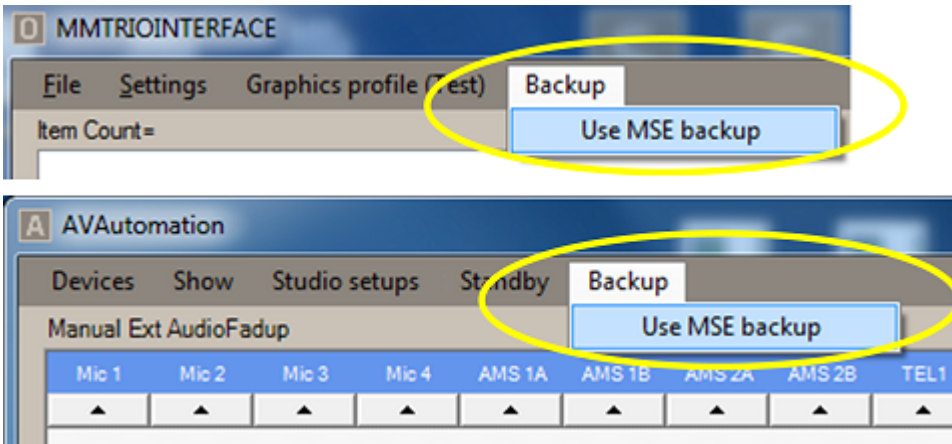 O MMTRIOINTERFACE
File Settings Graphics profile (Test) Backup
Item Count= Use MSE backup
A AVAutomation
Devices Show Studio setups Standby Backup
Manual Ext AudioFadup Use MSE backup
Mic 1 Mic 2 Mic 3 Mic 4 AMS 1A AMS 1B AMS 2A AMS 2B TEL1